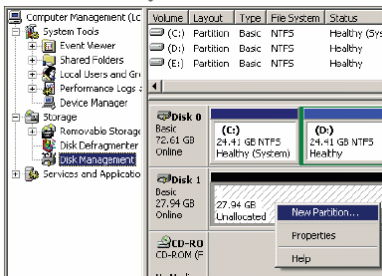 Computer Management (Lc
System Tools
Event Viewer
Shared Folders
Local Users and Gr
Performance Logs a
Device Manager
Storage
Removable Storage
Disk Defragmenter
Disk Management
Services and Applicatio
Volume Layout Type File System Status
(C:) Partition Basic NTFS Healthy (Sys
(D:) Partition Basic NTFS Healthy
(E:) Partition Basic NTFS Healthy
Disk 0
Basic
72.61 GB
Online
(C:)
24.41 GB NTFS
Healthy (System)
(D:)
24.41 GB NTFS
Healthy
Disk 1
Basic
27.94 GB
Online
27.94 GB
Unallocated
New Partition...
Properties
Help
CD-RO
CD-ROM (F